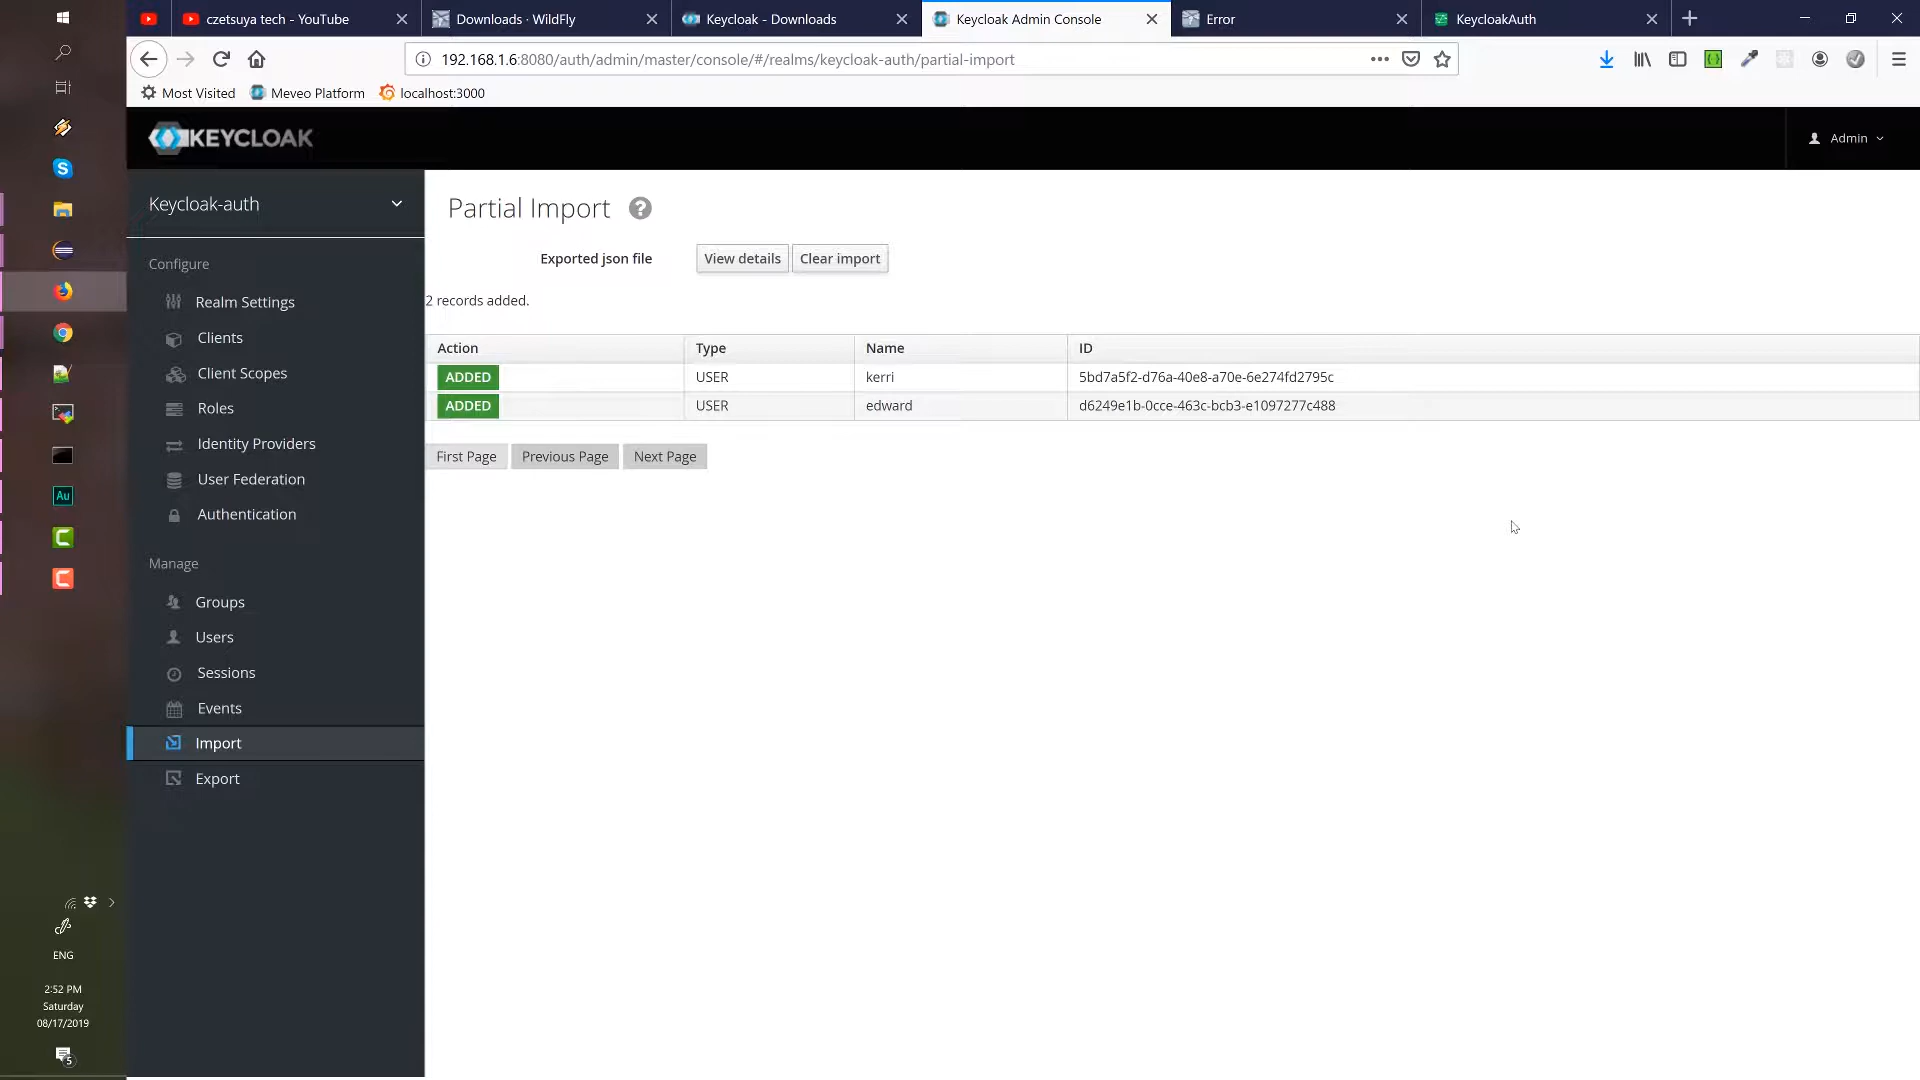 czetsuya tech - YouTube
Downloads · WildFly
Keycloak - Downloads
Keycloak Admin Console
Error
KeycloakAuth
192.168.1.6:8080/auth/admin/master/console/#/realms/keycloak-auth/partial-import
Most Visited
Meveo Platform
localhost:3000
KEYCLOAK
Admin
Keycloak-auth
Configure
Realm Settings
Clients
Client Scopes
Roles
Identity Providers
User Federation
Authentication
Manage
Groups
Users
Sessions
Events
Import
Export
Partial Import
Exported json file
View details
Clear import
2 records added.
Action Type Name ID
ADDED USER kerri 5bd7a5f2-d76a-40e8-a70e-6e274fd2795c
ADDED USER edward d6249e1b-0cce-463c-bcb3-e1097277c488
First Page
Previous Page
Next Page
Au
ENG
2:52 PM
Saturday
08/17/2019
5